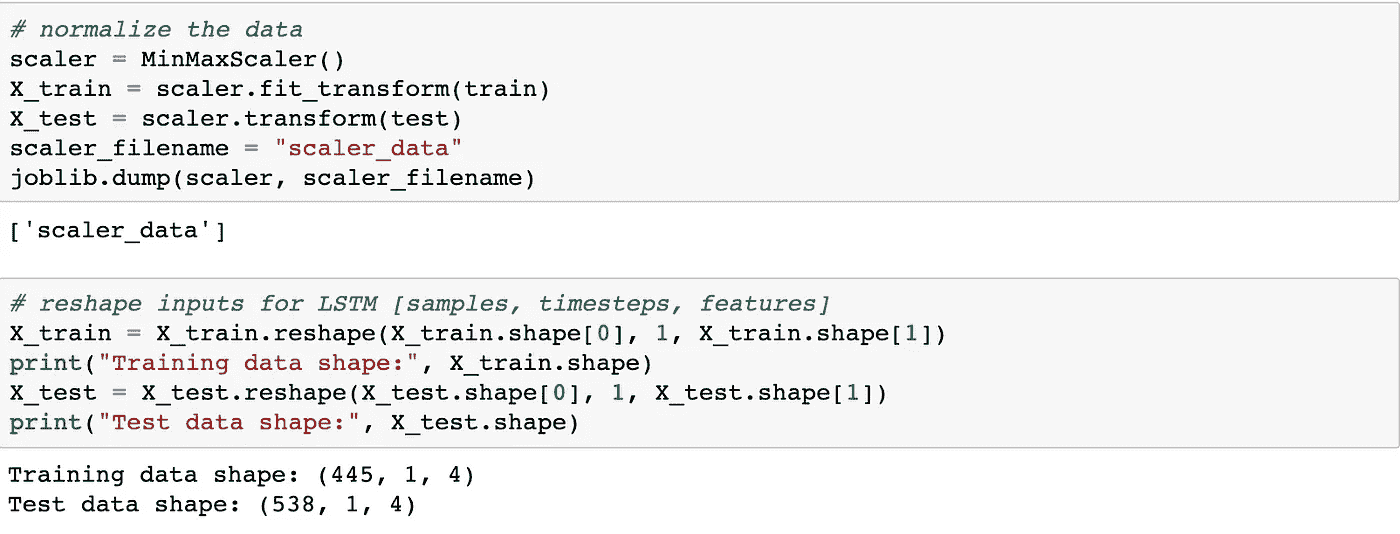 # normalize the data
scaler = MinMaxScaler()
X_train = scaler.fit_transform(train)
X_test = scaler.transform(test)
scaler_filename = "scaler_data"
joblib.dump(scaler, scaler_filename)
['scaler_data']
# reshape inputs for LSTM [samples, timesteps, features]
X_train = X_train.reshape(X_train.shape[0], 1, X_train.shape[1])
print("Training data shape:", X_train.shape)
X_test = X_test.reshape(X_test.shape[0], 1, X_test.shape[1])
print("Test data shape:", X_test.shape)
Training data shape: (445, 1, 4)
Test data shape: (538, 1, 4)